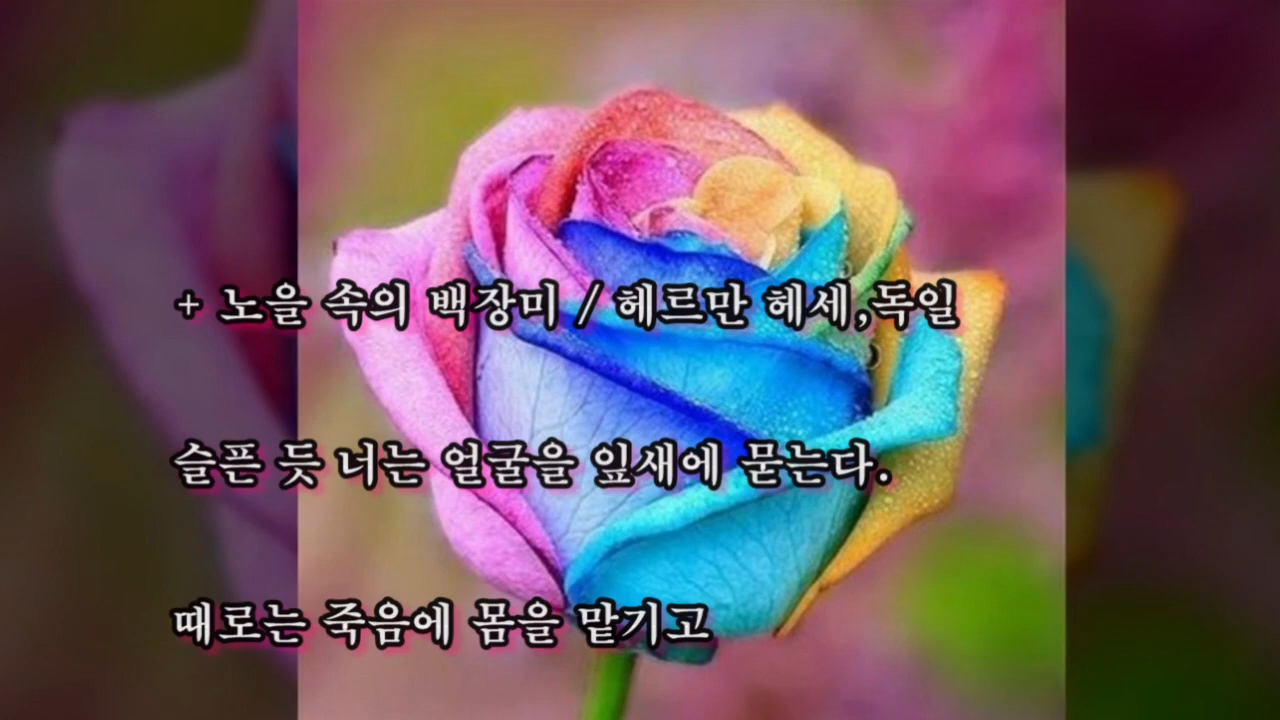 + 노을 속의 백장미 / 헤르만 헤세,독일
슬픈 듯 너는 얼굴을 잎새에 묻는다.
때로는 죽음에 몸을 맡기고